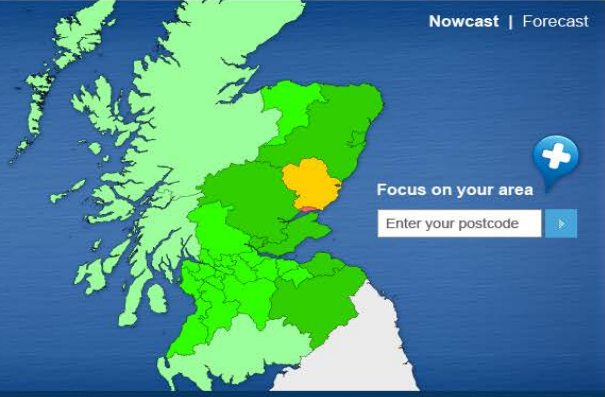 Nowcast | Forecast
Focus on your area
Enter your postcode